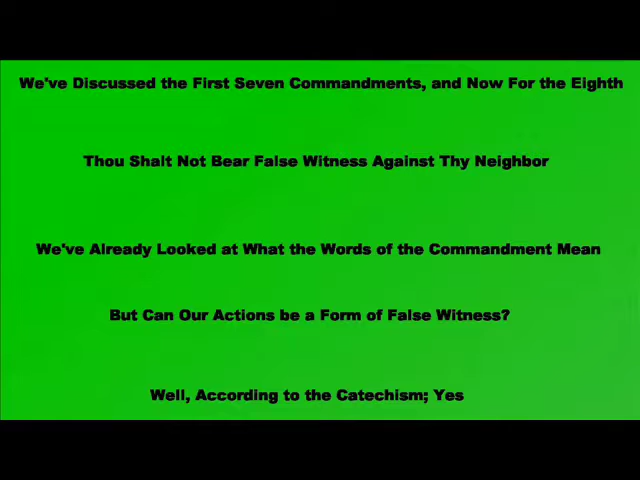 We've Discussed the First Seven Commandments, and Now For the Eighth
Thou Shalt Not Bear False Witness Against Thy Neighbor
We've Already Looked at What the Words of the Commandment Mean
But Can Our Actions be a Form of False Witness?
Well, According to the Catechism; Yes